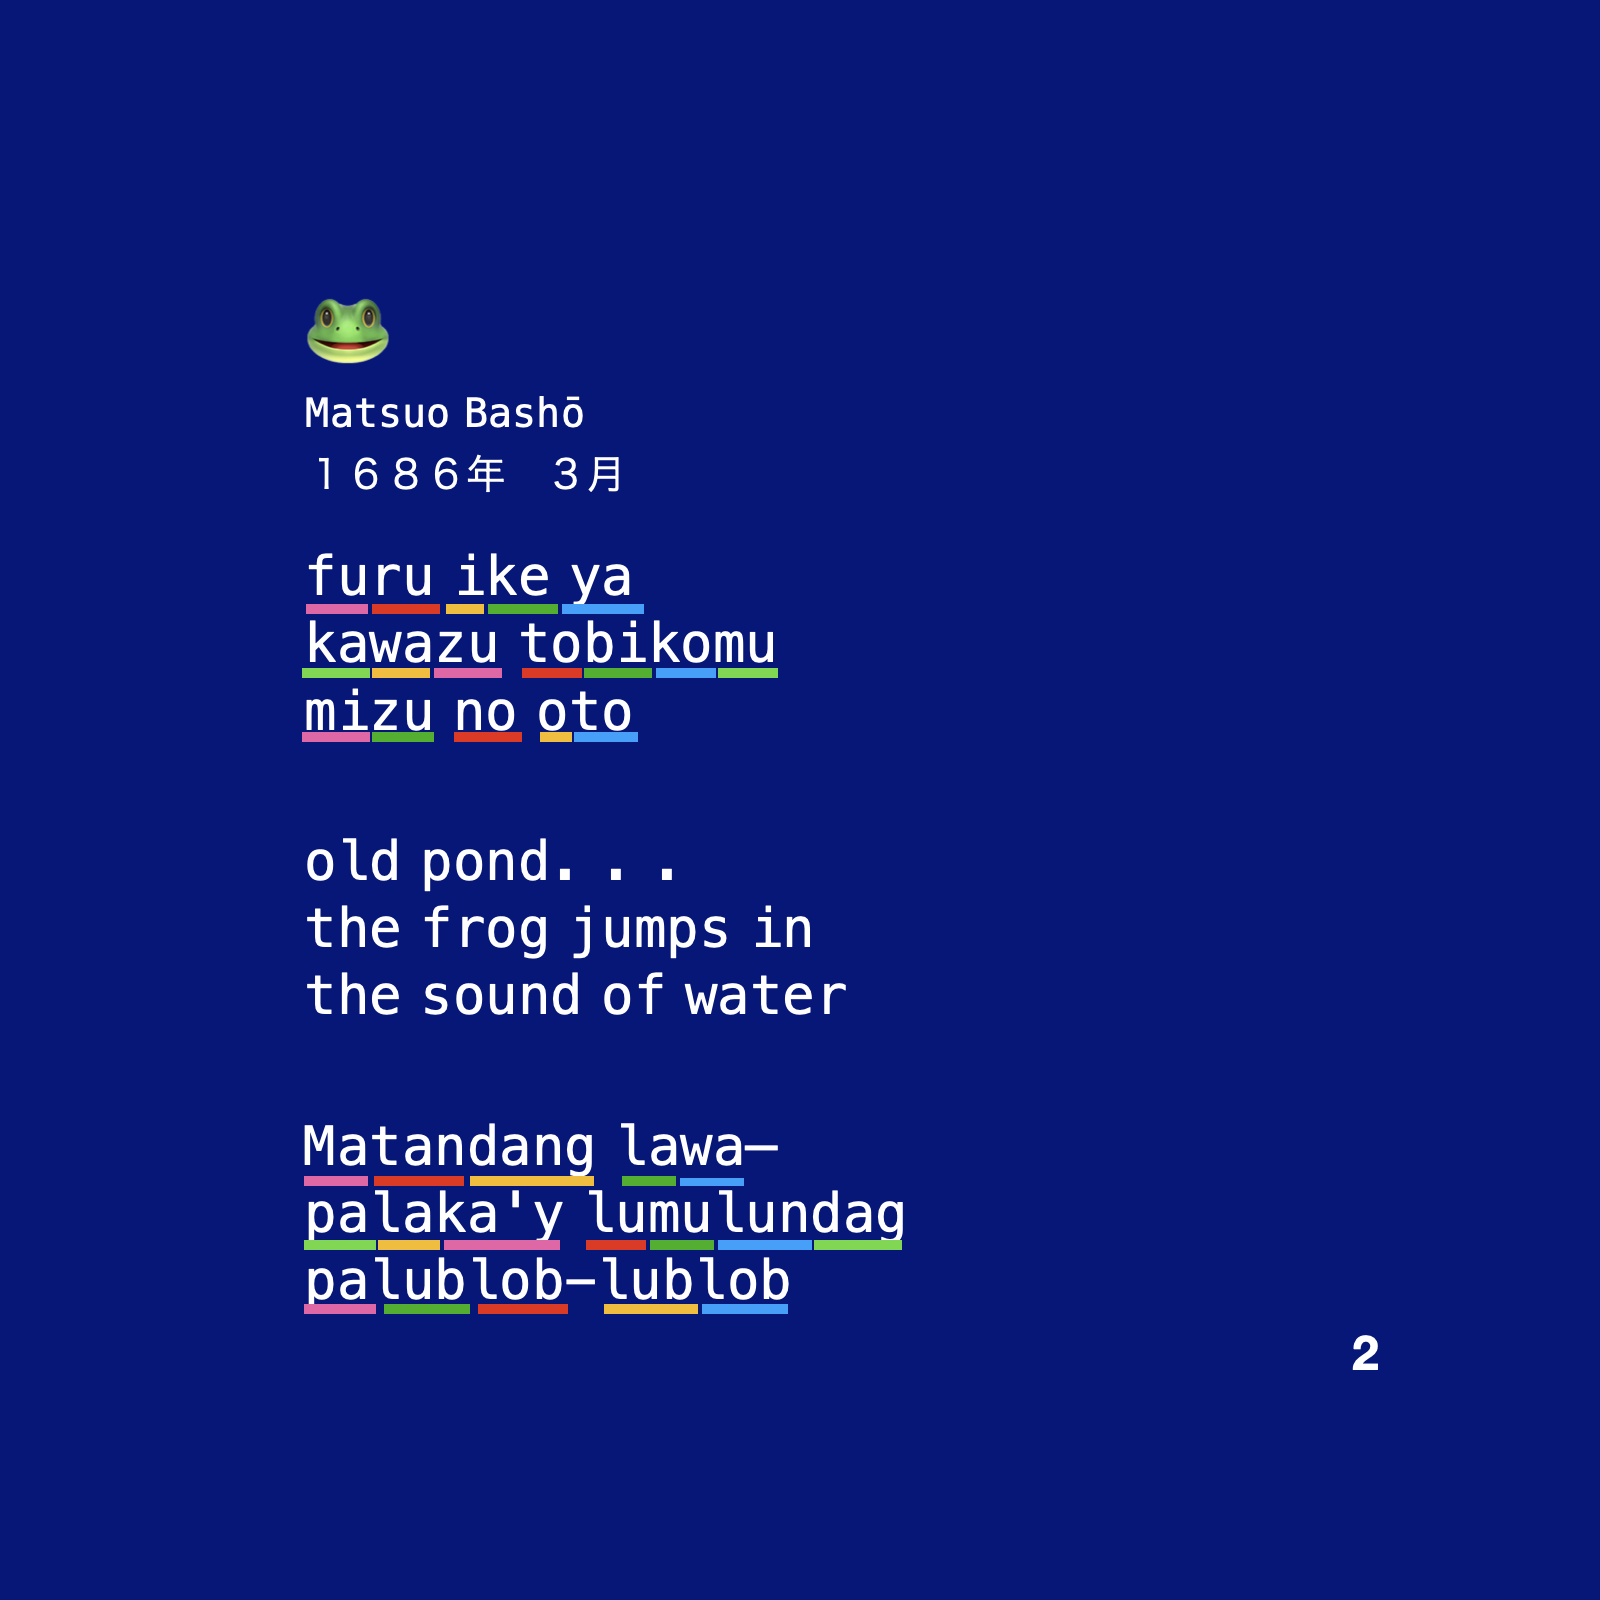 Matsuo Bashō
１６８６年　３月
furu ike ya
kawazu tobikomu
mizu no oto
old pond. . .
the frog jumps in
the sound of water
Matandang lawa—
palaka'y lumulundag
palublob—lublob
2